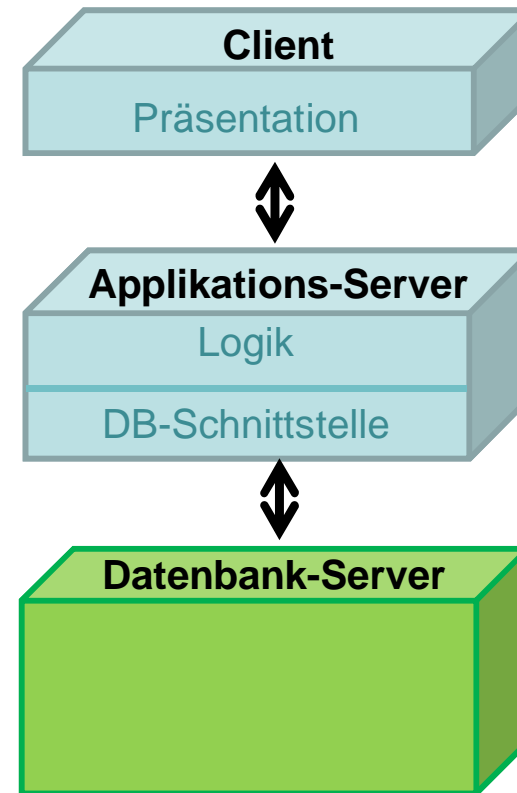 Client
Präsentation
Applikations-Server
Logik
DB-Schnittstelle
Datenbank-Server